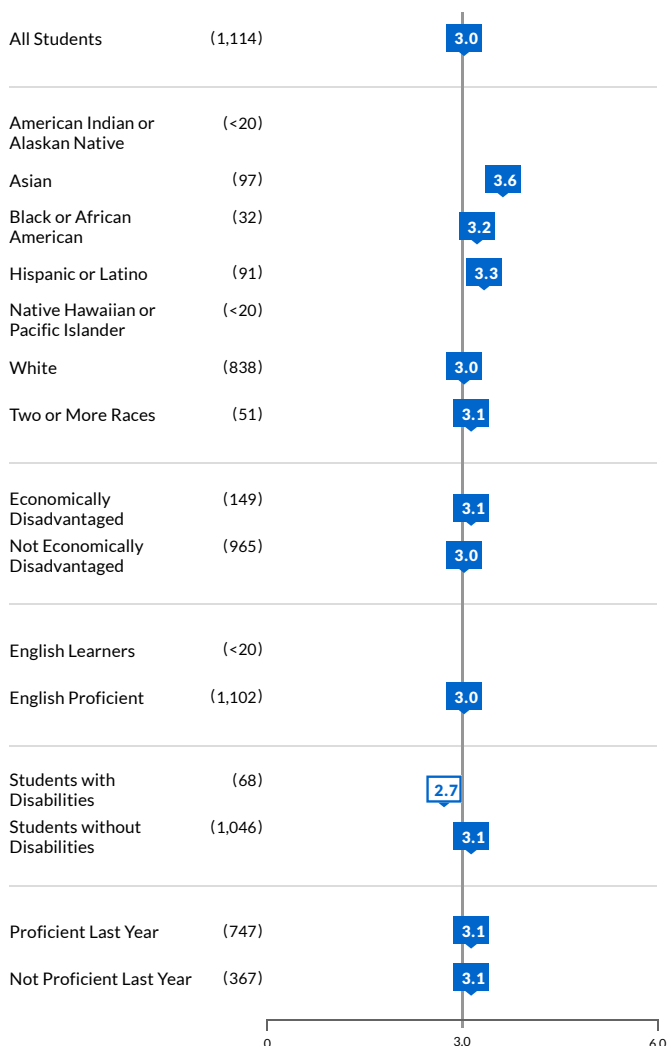 All Students (1,114) 3.0
American Indian or (<20)
Alaskan Native
Asian (97) 3.6
Black or African (32)
American 3.2
Hispanic or Latino (91) 3.3
Native Hawaiian or (<20)
Pacific Islander
White (838) 3.0
Two or More Races (51) 3.1
Economically (149)
Disadvantaged 3.1
Not Economically (965)
Disadvantaged 3.0
English Learners (<20)
English Proficient (1,102) 3.0
Students with (68)
Disabilities 2.7
Students without (1,046)
Disabilities 3.1
Proficient Last Year (747) 3.1
Not Proficient Last Year (367) 3.1
0 3.0 6.0